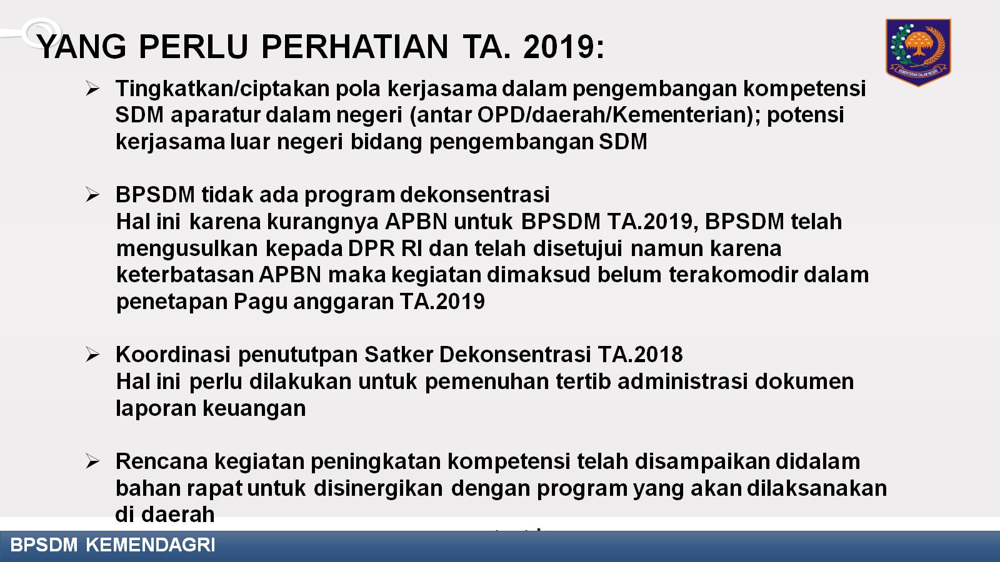 YANG PERLU PERHATIAN TA. 2019:
KEMENTERIAN DALAM NEGERI
➢ Tingkatkan/ciptakan pola kerjasama dalam pengembangan kompetensi
SDM aparatur dalam negeri (antar OPD/daerah/Kementerian); potensi
kerjasama luar negeri bidang pengembangan SDM
➢ BPSDM tidak ada program dekonsentrasi
Hal ini karena kurangnya APBN untuk BPSDM TA.2019, BPSDM telah
mengusulkan kepada DPR RI dan telah disetujui namun karena
keterbatasan APBN maka kegiatan dimaksud belum terakomodir dalam
penetapan Pagu anggaran TA.2019
➢ Koordinasi penututpan Satker Dekonsentrasi TA.2018
Hal ini perlu dilakukan untuk pemenuhan tertib administrasi dokumen
laporan keuangan
➢ Rencana kegiatan peningkatan kompetensi telah disampaikan didalam
bahan rapat untuk disinergikan dengan program yang akan dilaksanakan
di daerah
BPSDM KEMENDAGRI